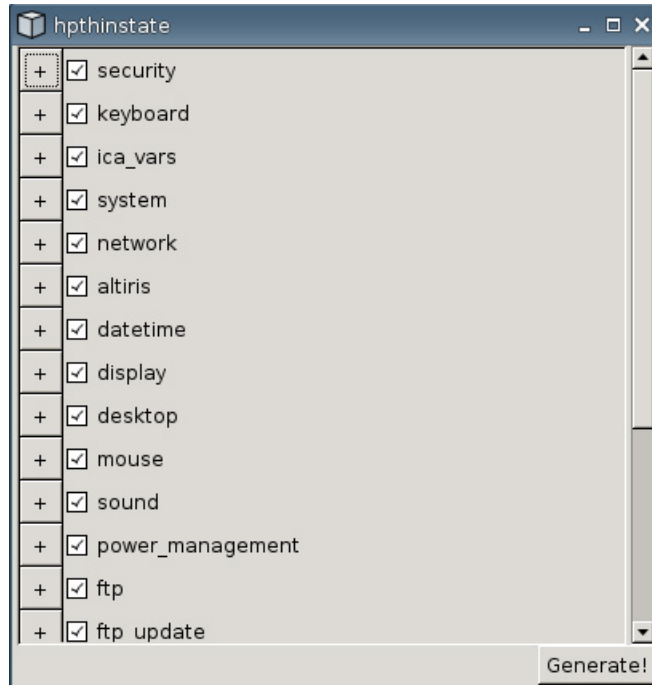 hpthinstate
+ security
+ keyboard
+ ica_vars
+ system
+ network
+ altiris
+ datetime
+ display
+ desktop
+ mouse
+ sound
+ power_management
+ ftp
+ ftp_update
Generate!